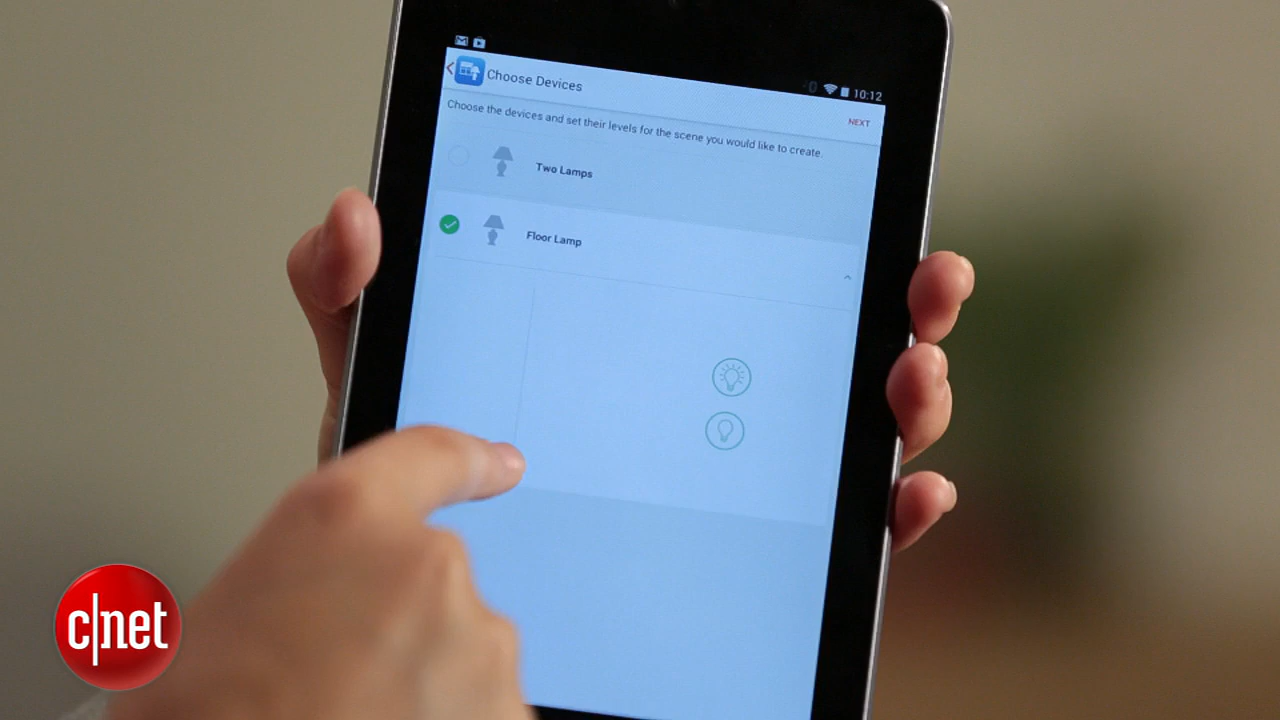 10:12
Choose Devices
NEXT
Choose the devices and set their levels for the scene you would like to create.
Two Lamps
Floor Lamp
c|net